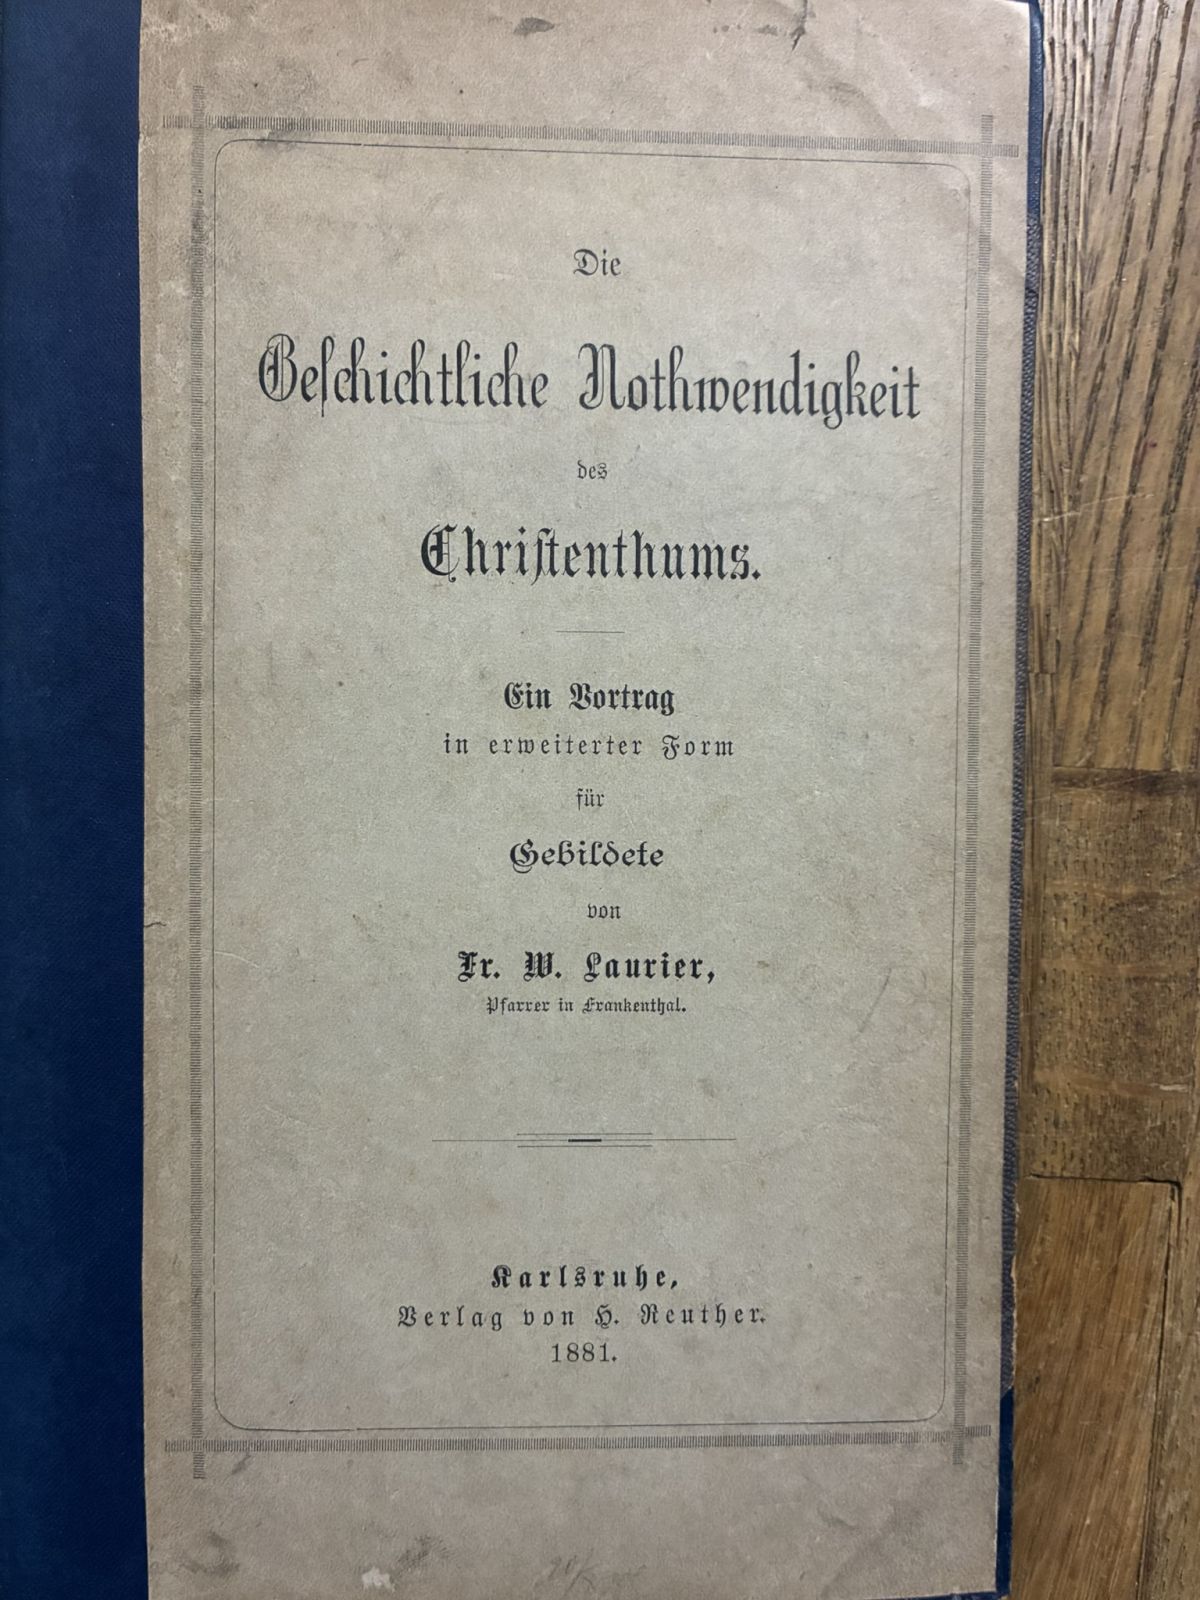 Die
Geſchichtliche Nothwendigkeit
des
Chriſtenthums.
Ein Vortrag
in erweiterter Form
für
Gebildete
von
Fr. W. Laurier,
Pfarrer in Frankenthal.
Karlsruhe,
Verlag von H. Reuther.
1881.